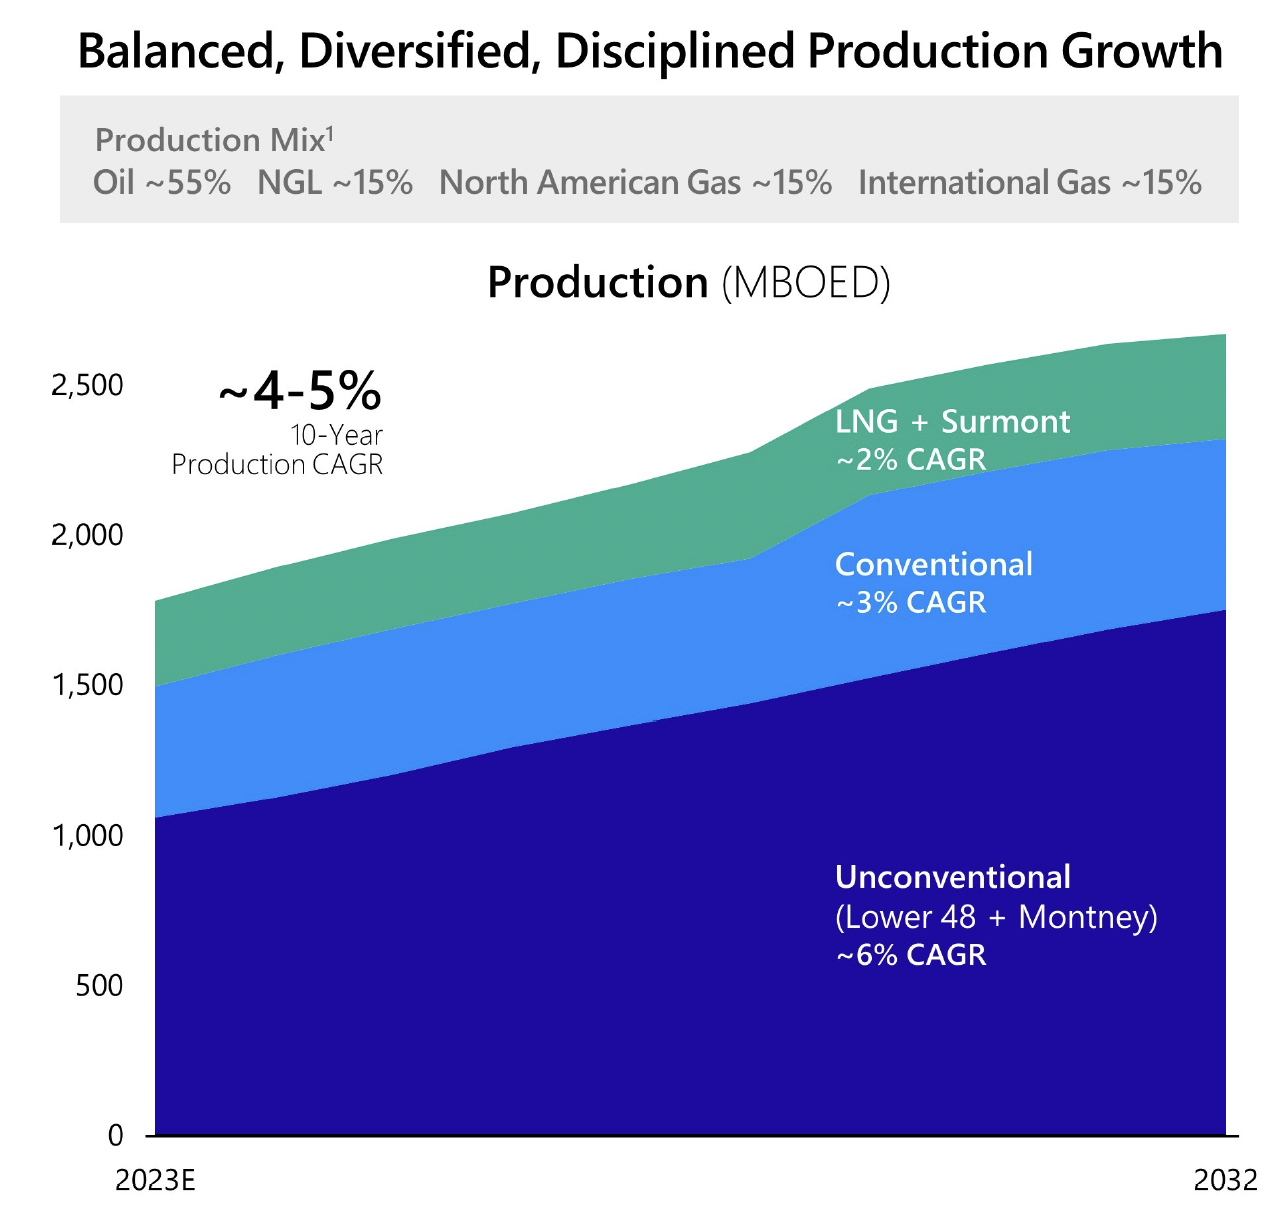 Balanced, Diversified, Disciplined Production Growth
Production Mix¹
Oil ~55% NGL ~15% North American Gas ~15% International Gas ~15%
Production (MBOED)
~4-5%
10-Year
Production CAGR
2,500
2,000
1,500
1,000
500
0
LNG + Surmont
~2% CAGR
Conventional
~3% CAGR
Unconventional
(Lower 48 + Montney)
~6% CAGR
2023E
2032